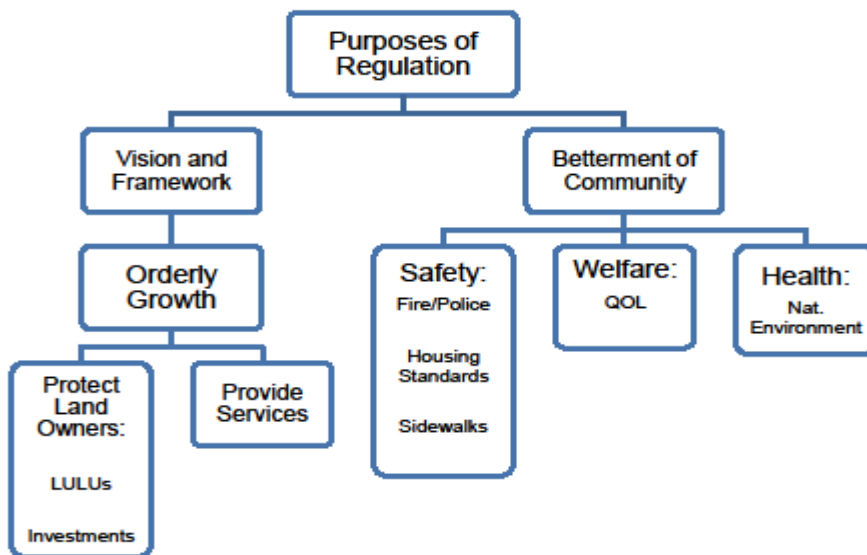 Purposes of
Regulation
Vision and
Framework
Betterment of
Community
Orderly
Growth
Safety:
Fire/Police
Housing
Standards
Sidewalks
Welfare:
QOL
Health:
Nat.
Environment
Protect
Land
Owners:
LULUs
Investments
Provide
Services